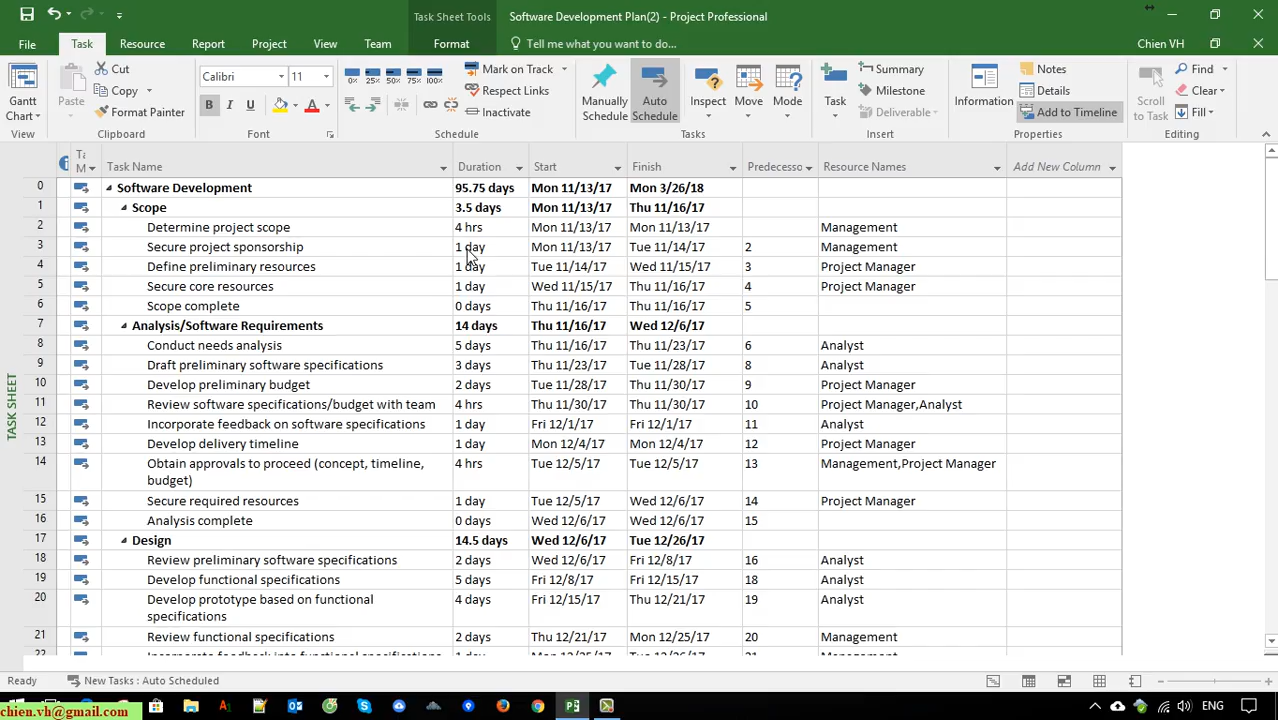 Task Sheet Tools
Software Development Plan(2) - Project Professional
File
Task
Resource
Report
Project
View
Team
Format
Tell me what you want to do...
Chien VH
Gantt Chart
View
Paste
Cut
Copy
Format Painter
Clipboard
Calibri
11
B I U
A
Font
0% 25% 50% 75% 100%
Mark on Track
Respect Links
Inactivate
Schedule
Manually Schedule
Auto Schedule
Inspect
Move
Mode
Tasks
Task
Summary
Milestone
Deliverable
Insert
Information
Notes
Details
Add to Timeline
Properties
Scroll to Task
Find
Clear
Fill
Editing
Ta M Task Name Duration Start Finish Predecesso Resource Names Add New Column
0 Software Development 95.75 days Mon 11/13/17 Mon 3/26/18
1 Scope 3.5 days Mon 11/13/17 Thu 11/16/17
2 Determine project scope 4 hrs Mon 11/13/17 Mon 11/13/17 Management
3 Secure project sponsorship 1 day Mon 11/13/17 Tue 11/14/17 2 Management
4 Define preliminary resources 1 day Tue 11/14/17 Wed 11/15/17 3 Project Manager
5 Secure core resources 1 day Wed 11/15/17 Thu 11/16/17 4 Project Manager
6 Scope complete 0 days Thu 11/16/17 Thu 11/16/17 5
7 Analysis/Software Requirements 14 days Thu 11/16/17 Wed 12/6/17
8 Conduct needs analysis 5 days Thu 11/16/17 Thu 11/23/17 6 Analyst
9 Draft preliminary software specifications 3 days Thu 11/23/17 Tue 11/28/17 8 Analyst
10 Develop preliminary budget 2 days Tue 11/28/17 Thu 11/30/17 9 Project Manager
11 Review software specifications/budget with team 4 hrs Thu 11/30/17 Thu 11/30/17 10 Project Manager,Analyst
12 Incorporate feedback on software specifications 1 day Fri 12/1/17 Fri 12/1/17 11 Analyst
13 Develop delivery timeline 1 day Mon 12/4/17 Mon 12/4/17 12 Project Manager
14 Obtain approvals to proceed (concept, timeline, budget) 4 hrs Tue 12/5/17 Tue 12/5/17 13 Management,Project Manager
15 Secure required resources 1 day Tue 12/5/17 Wed 12/6/17 14 Project Manager
16 Analysis complete 0 days Wed 12/6/17 Wed 12/6/17 15
17 Design 14.5 days Wed 12/6/17 Tue 12/26/17
18 Review preliminary software specifications 2 days Wed 12/6/17 Fri 12/8/17 16 Analyst
19 Develop functional specifications 5 days Fri 12/8/17 Fri 12/15/17 18 Analyst
20 Develop prototype based on functional specifications 4 days Fri 12/15/17 Thu 12/21/17 19 Analyst
21 Review functional specifications 2 days Thu 12/21/17 Mon 12/25/17 20 Management
22 Incorporate feedback into functional specifications 1 day Mon 12/25/17 Tue 12/26/17 21
TASK SHEET
Ready
New Tasks : Auto Scheduled
ENG
chien.vh@gmail.com